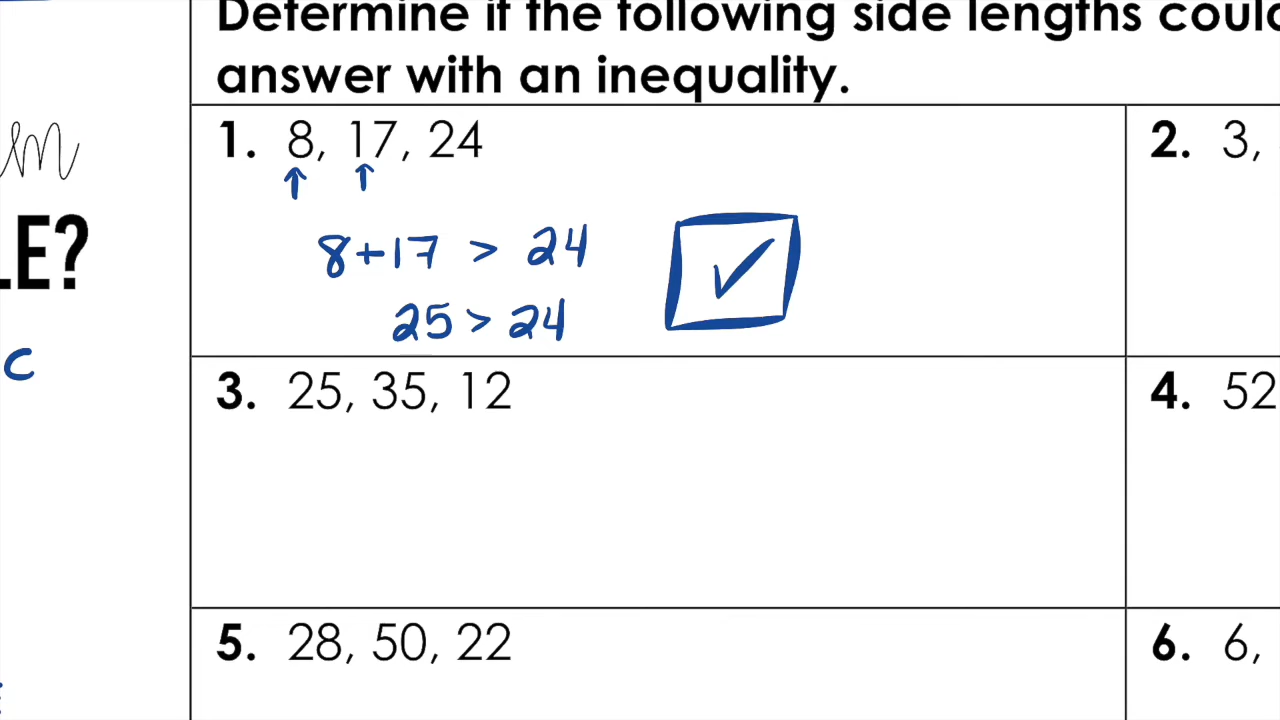 Determine if the following side lengths could
answer with an inequality.
m
LE?
c
1. 8, 17, 24
8+17 > 24
25 > 24
2. 3,
3. 25, 35, 12
4. 52
5. 28, 50, 22
6. 6,